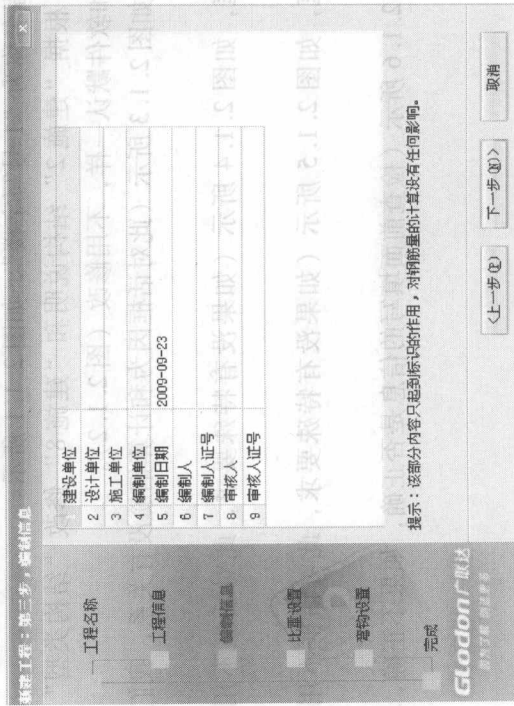 新建工程：第三步，编制信息
工程名称
工程信息
编制信息
比重设置
弯钩设置
完成
Glodon广联达
1 建设单位
2 设计单位
3 施工单位
4 编制单位
5 编制日期 2009-09-23
6 编制人
7 编制人证号
8 审核人
9 审核人证号
提示：该部分内容只起到标识的作用，对钢筋量的计算没有任何影响。
<上一步(P)
下一步(N)>
取消